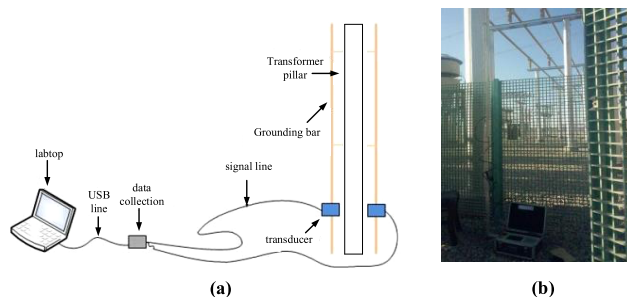 Transformer
pillar
Grounding bar
labtop
USB
line
data
collection
signal line
transducer
(a)
(b)